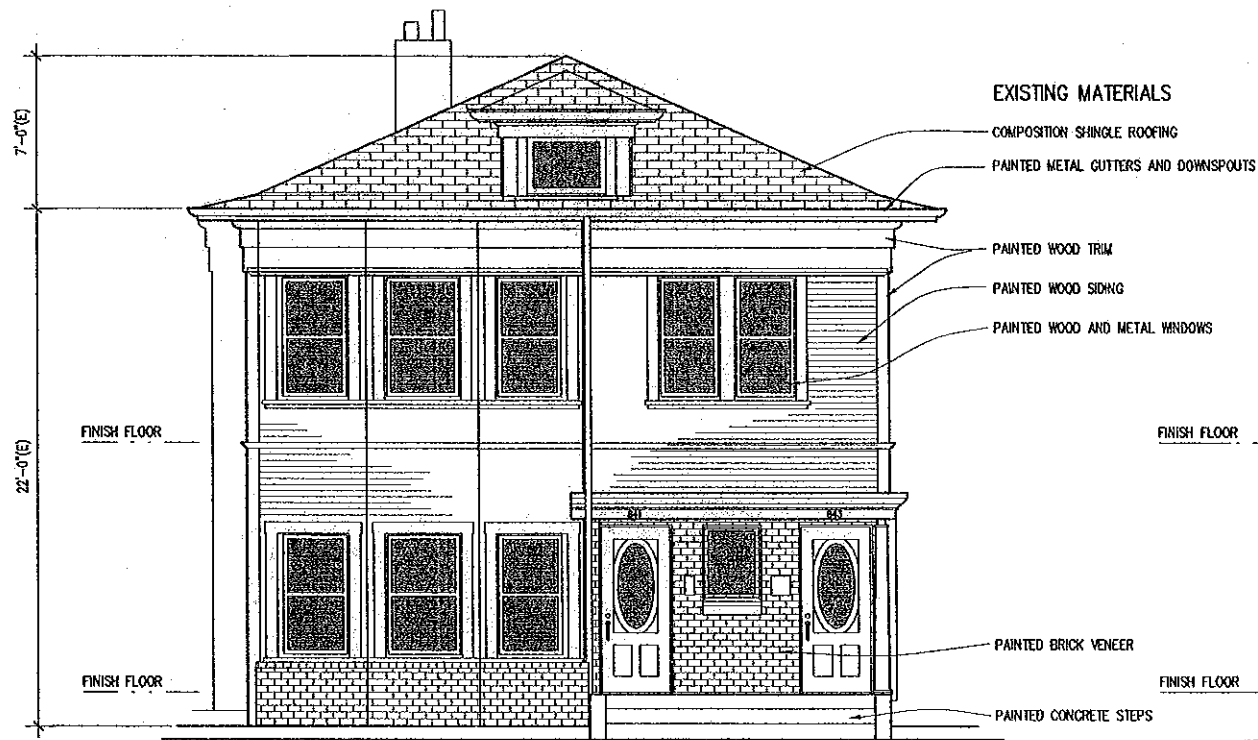 EXISTING MATERIALS
COMPOSITION SHINGLE ROOFING
PAINTED METAL GUTTERS AND DOWNSPOUTS
PAINTED WOOD TRIM
PAINTED WOOD SIDING
PAINTED WOOD AND METAL WINDOWS
7'-0"(E)
22'-0"(E)
FINISH FLOOR
FINISH FLOOR
841
843
PAINTED BRICK VENEER
FINISH FLOOR
FINISH FLOOR
PAINTED CONCRETE STEPS